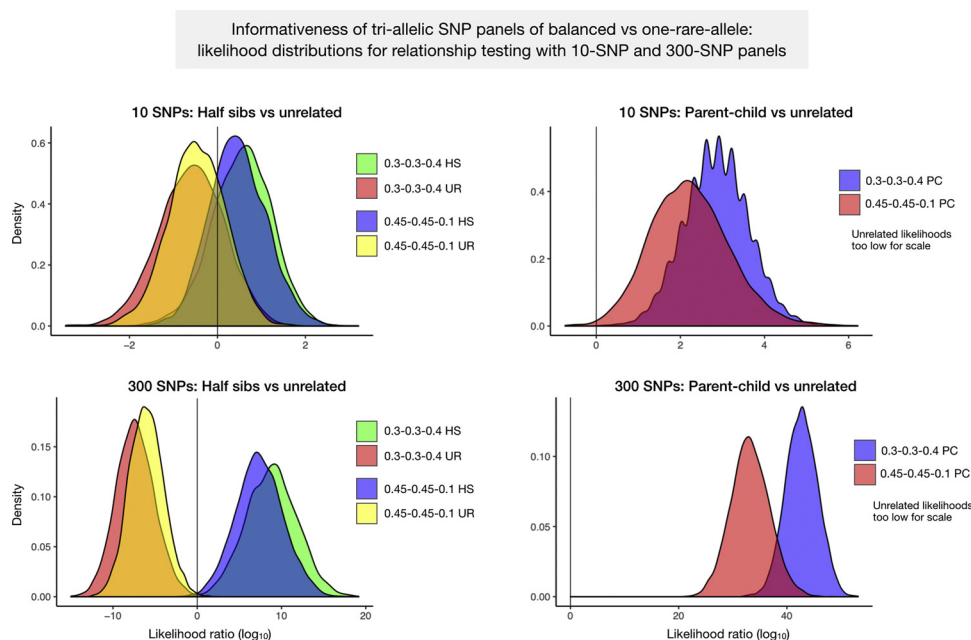 Informativeness of tri-allelic SNP panels of balanced vs one-rare-allele:
likelihood distributions for relationship testing with 10-SNP and 300-SNP panels
10 SNPs: Half sibs vs unrelated
Density
0.6
0.4
0.2
0.0
−2
0
2
0.3-0.3-0.4 HS
0.3-0.3-0.4 UR
0.45-0.45-0.1 HS
0.45-0.45-0.1 UR
10 SNPs: Parent-child vs unrelated
0.4
0.2
0.0
0
2
4
6
0.3-0.3-0.4 PC
0.45-0.45-0.1 PC
Unrelated likelihoods
too low for scale
300 SNPs: Half sibs vs unrelated
Density
0.15
0.10
0.05
0.00
−10
0
10
20
Likelihood ratio (log₁₀)
0.3-0.3-0.4 HS
0.3-0.3-0.4 UR
0.45-0.45-0.1 HS
0.45-0.45-0.1 UR
300 SNPs: Parent-child vs unrelated
0.10
0.05
0.00
0
20
40
Likelihood ratio (log₁₀)
0.3-0.3-0.4 PC
0.45-0.45-0.1 PC
Unrelated likelihoods
too low for scale